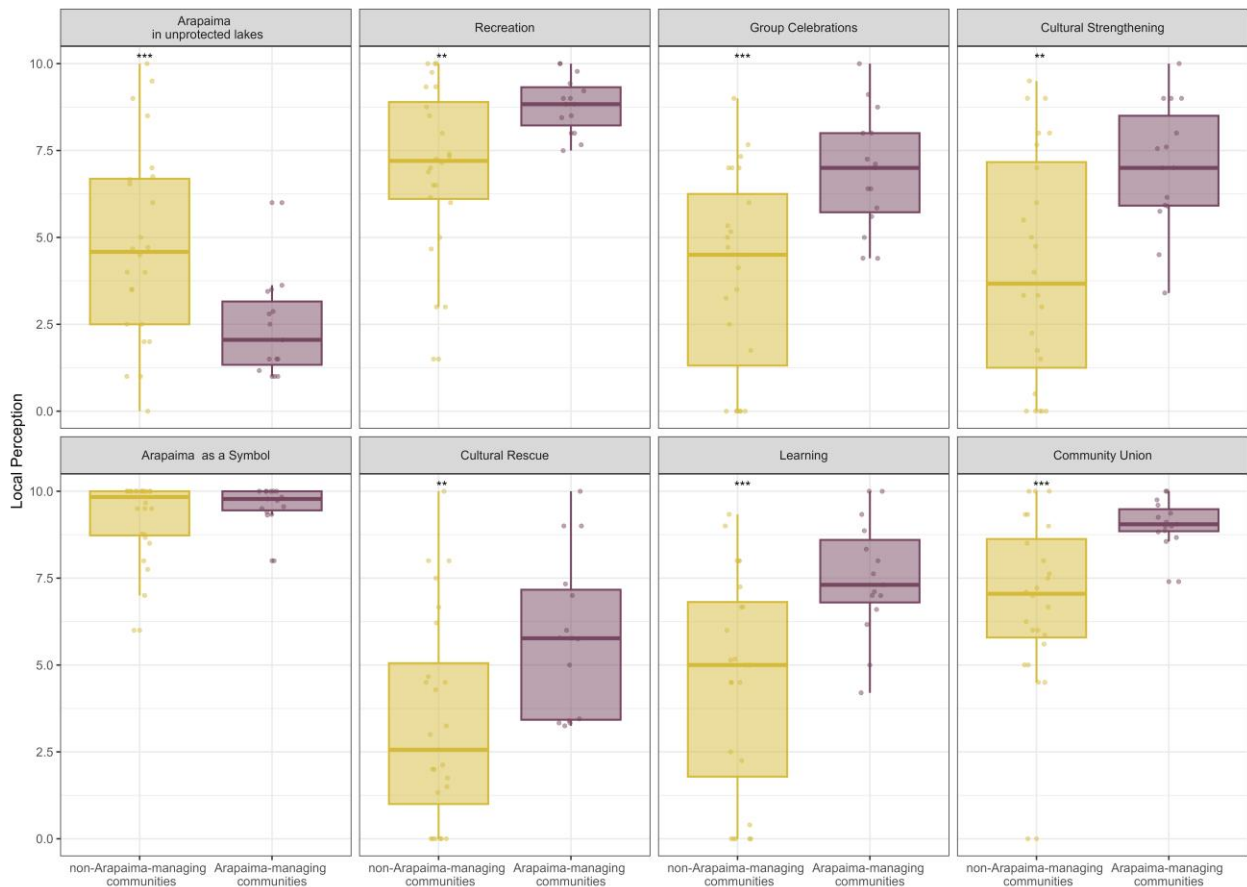 Arapaima
in unprotected lakes
Recreation
Group Celebrations
Cultural Strengthening
***
**
***
**
10.0
7.5
5.0
2.5
0.0
Local Perception
Arapaima as a Symbol
Cultural Rescue
Learning
Community Union
**
***
***
10.0
7.5
5.0
2.5
0.0
non-Arapaima-managing
communities
Arapaima-managing
communities
non-Arapaima-managing
communities
Arapaima-managing
communities
non-Arapaima-managing
communities
Arapaima-managing
communities
non-Arapaima-managing
communities
Arapaima-managing
communities